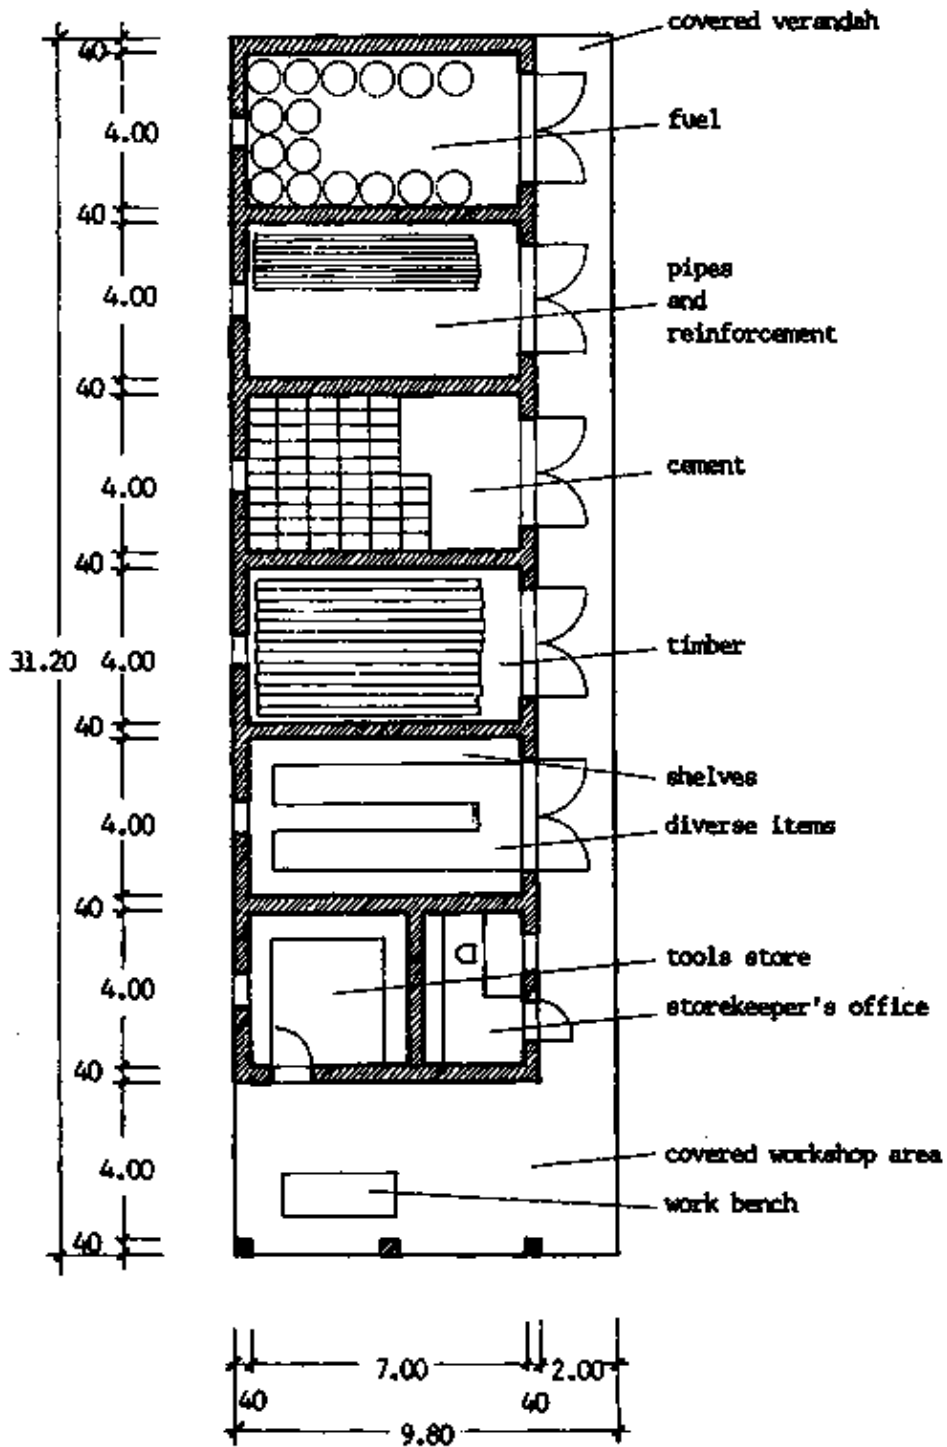 covered verandah
40
4.00
fuel
40
pipes
4.00
and
reinforcement
40
4.00
cement
40
31.20
4.00
timber
40
shelves
4.00
diverse items
40
4.00
tools store
storekeeper's office
40
4.00
covered workshop area
work bench
40
7.00
2.00
40
40
9.80